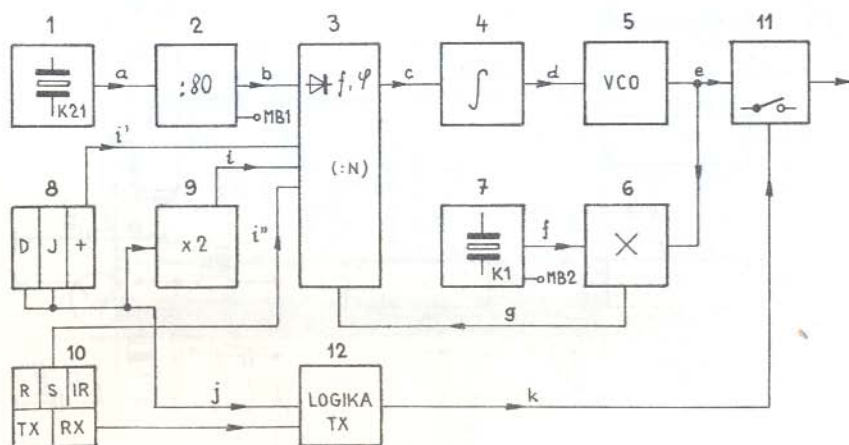 1 2 3 4 5 11
a b c d e
K21 :80 MB1 f, φ ∫ VCO
i' i (:N)
8 9 i" 7 6
D J + x2 f ×
K1 MB2
g
10 12
R S IR j LOGIKA k
TX RX TX